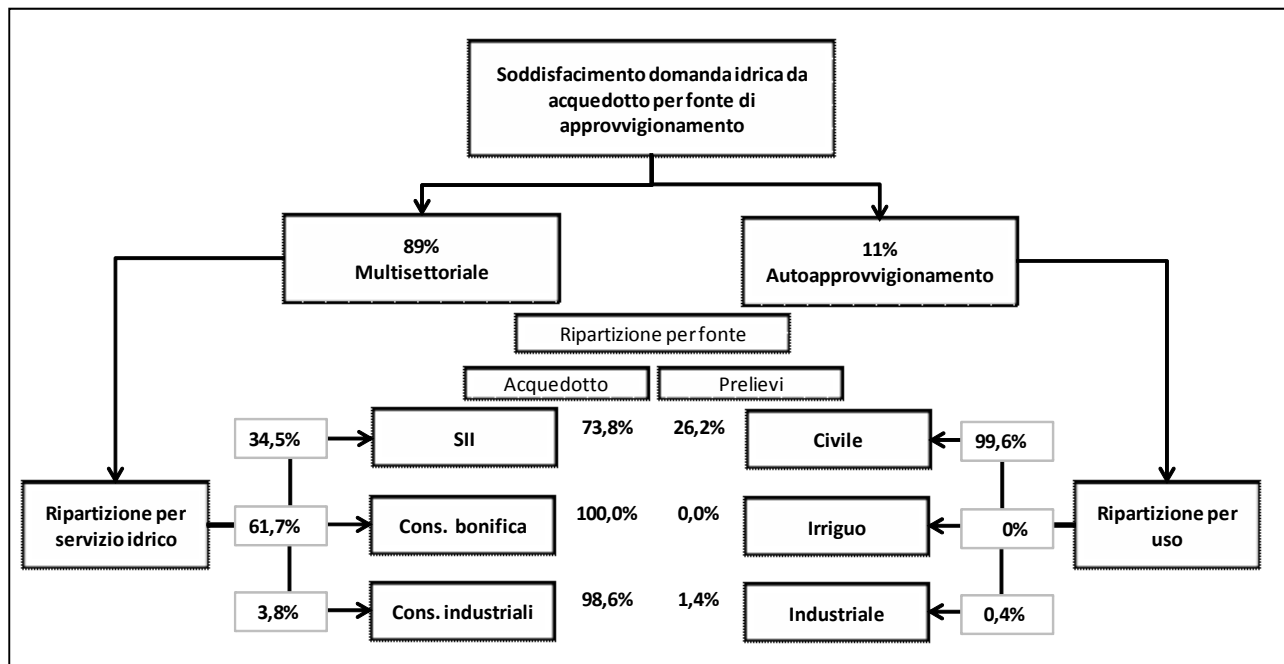 Soddisfacimento domanda idrica da
acquedotto per fonte di
approvvigionamento
89%
Multisettoriale
11%
Autoapprovvigionamento
Ripartizione per fonte
Acquedotto
Prelievi
34,5%
SII
73,8%
26,2%
Civile
99,6%
Ripartizione per
servizio idrico
61,7%
Cons. bonifica
100,0%
0,0%
Irriguo
0%
Ripartizione per
uso
3,8%
Cons. industriali
98,6%
1,4%
Industriale
0,4%